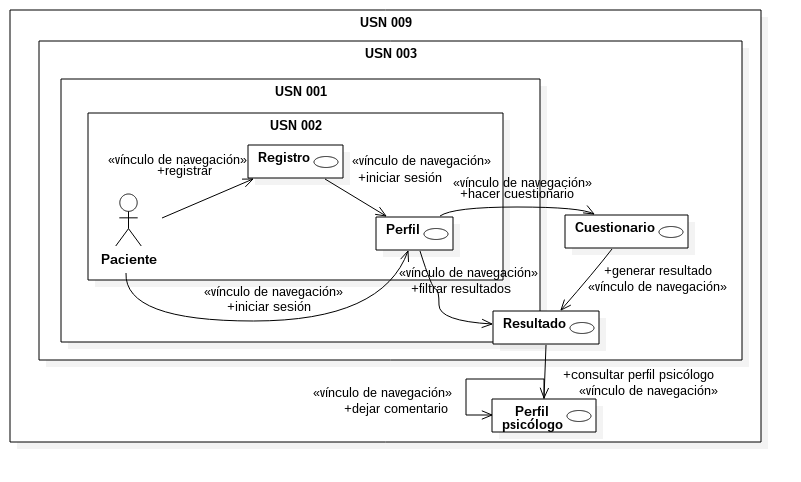 USN 009
USN 003
USN 001
USN 002
«vínculo de navegación»
+registrar
Registro
«vínculo de navegación»
+iniciar sesión
«vínculo de navegación»
+hacer cuestionario
Perfil
Cuestionario
Paciente
«vínculo de navegación»
+filtrar resultados
+generar resultado
«vínculo de navegación»
«vínculo de navegación»
+iniciar sesión
Resultado
+consultar perfil psicólogo
«vínculo de navegación»
«vínculo de navegación»
+dejar comentario
Perfil
psicólogo